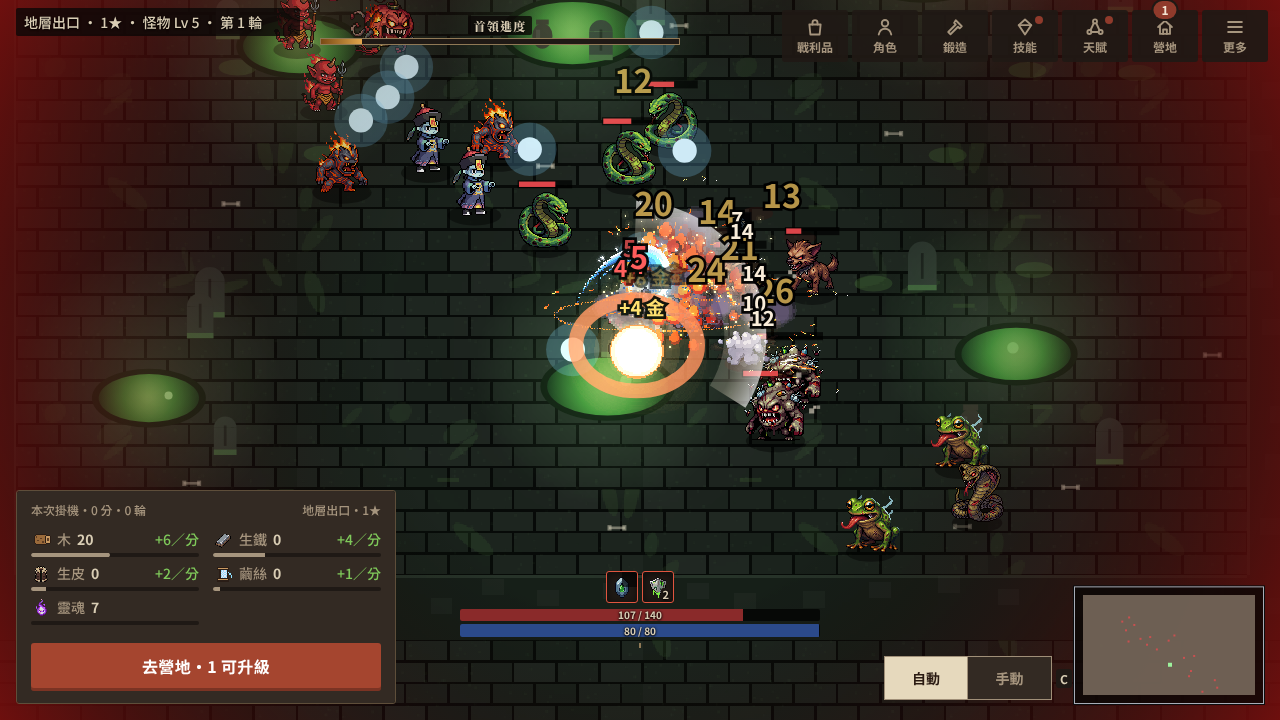 地層出口・1★・怪物 Lv 5・第 1 輪
首領進度
戰利品
角色
鍛造
技能
天賦
1
營地
更多
12
13
20
14
7
14
21
5
4
24
14
26
10
12
+4 金
本次掛機・0 分・0 輪
地層出口・1★
木 20 +6／分
生鐵 0 +4／分
生皮 0 +2／分
繭絲 0 +1／分
靈魂 7
去營地・1 可升級
2
107 / 140
80 / 80
自動
手動
C